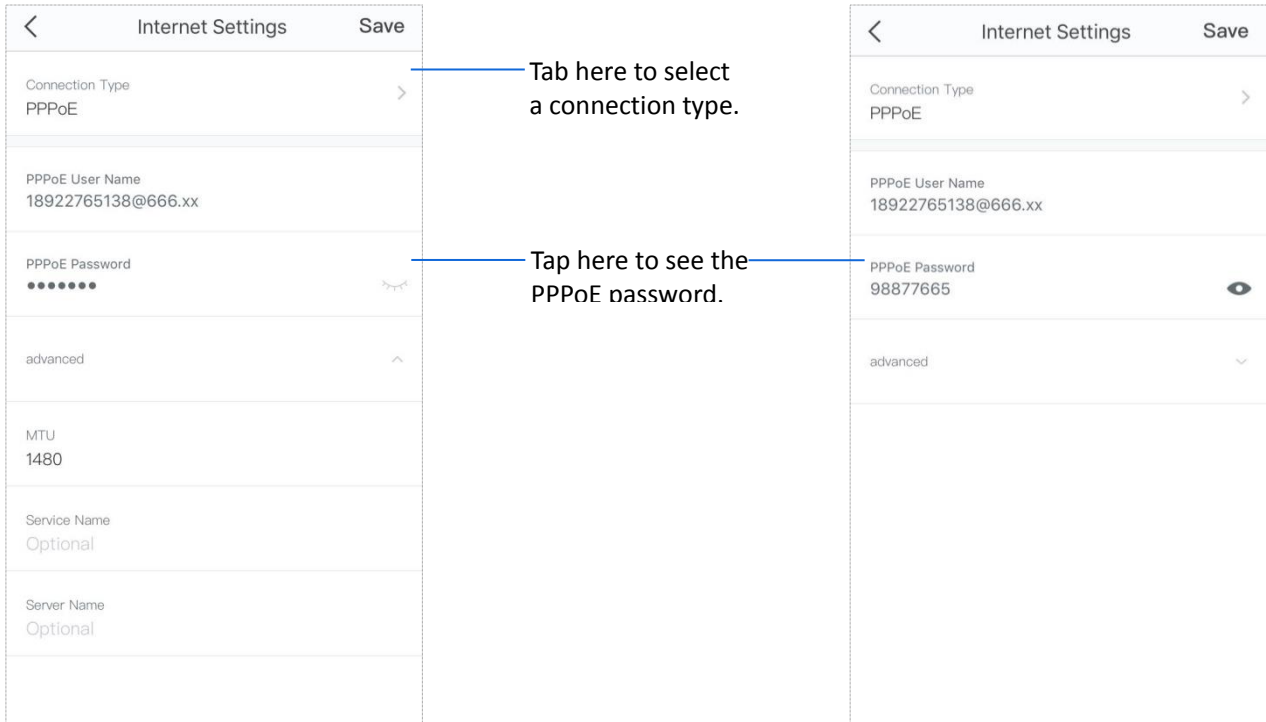 Internet Settings Save
Connection Type
PPPoE
PPPoE User Name
18922765138@666.xx
PPPoE Password
●●●●●●●
advanced
MTU
1480
Service Name
Optional
Server Name
Optional
Tab here to select
a connection type.
Tap here to see the
PPPoE password.
Internet Settings Save
Connection Type
PPPoE
PPPoE User Name
18922765138@666.xx
PPPoE Password
98877665
advanced